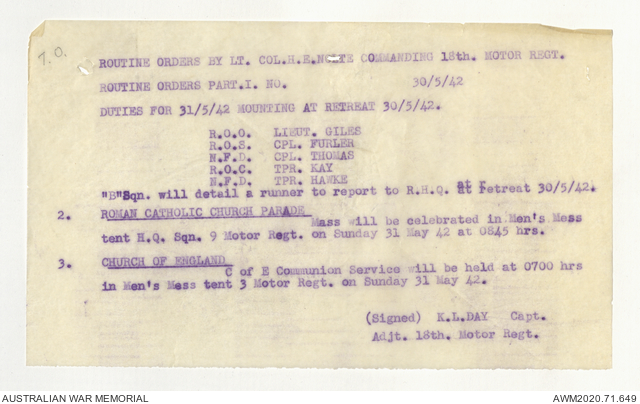 7.0.
ROUTINE ORDERS BY LT. COL.H.E.NOLTE COMMANDING 18th. MOTOR REGT.
ROUTINE ORDERS PART.I. NO. 30/5/42
DUTIES FOR 31/5/42 MOUNTING AT RETREAT 30/5/42.
R.O.O. LIEUT. GILES
R.O.S. CPL. FURLER
N.F.D. CPL. THOMAS
R.O.C. TPR. KAY
N.F.D. TPR. HAWKE
"B"Sqn. will detail a runner to report to R.H.Q. at retreat 30/5/42.
2. ROMAN CATHOLIC CHURCH PARADE
Mass will be celebrated in Men's Mess
tent H.Q. Sqn. 9 Motor Regt. on Sunday 31 May 42 at 0845 hrs.
3. CHURCH OF ENGLAND
C of E Communion Service will be held at 0700 hrs
in Men's Mess tent 3 Motor Regt. on Sunday 31 May 42.
(Signed) K.L.DAY Capt.
Adjt. 18th. Motor Regt.
AUSTRALIAN WAR MEMORIAL
AWM2020.71.649